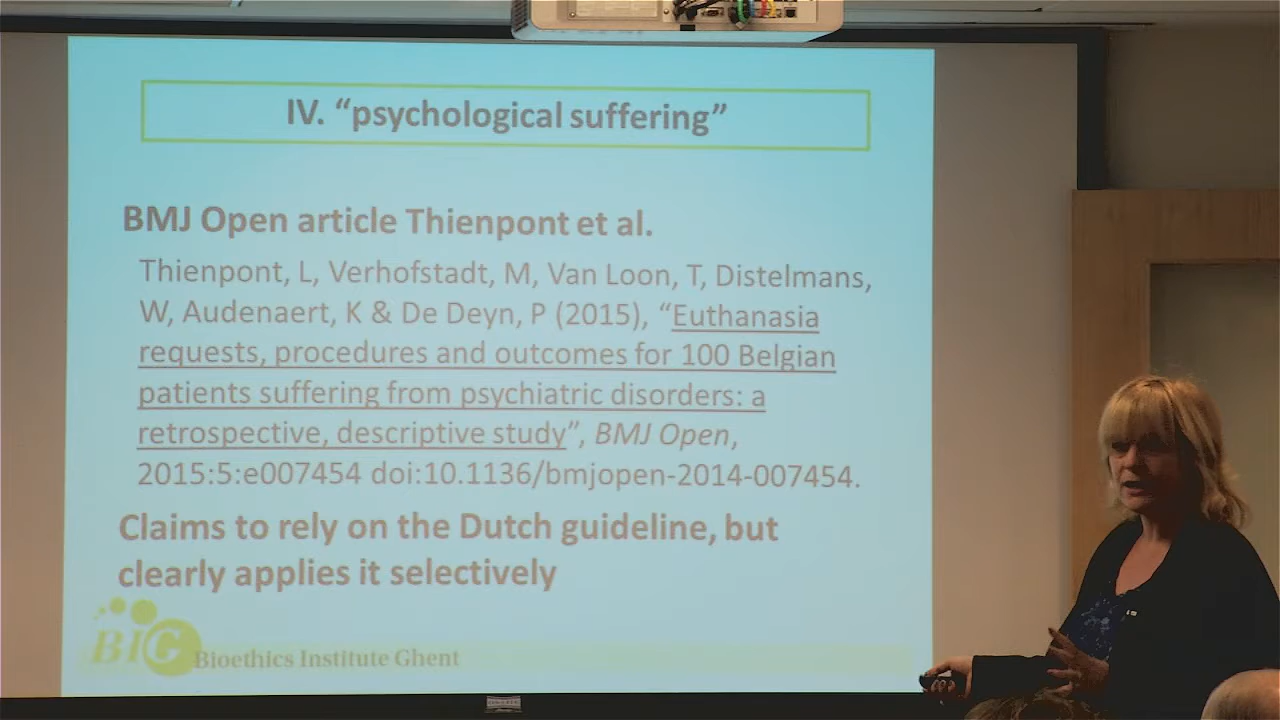 IV. “psychological suffering”
BMJ Open article Thienpont et al.
Thienpont, L, Verhofstadt, M, Van Loon, T, Distelmans,
W, Audenaert, K & De Deyn, P (2015), “Euthanasia
requests, procedures and outcomes for 100 Belgian
patients suffering from psychiatric disorders: a
retrospective, descriptive study”, BMJ Open,
2015:5:e007454 doi:10.1136/bmjopen-2014-007454.
Claims to rely on the Dutch guideline, but
clearly applies it selectively
BIG Bioethics Institute Ghent